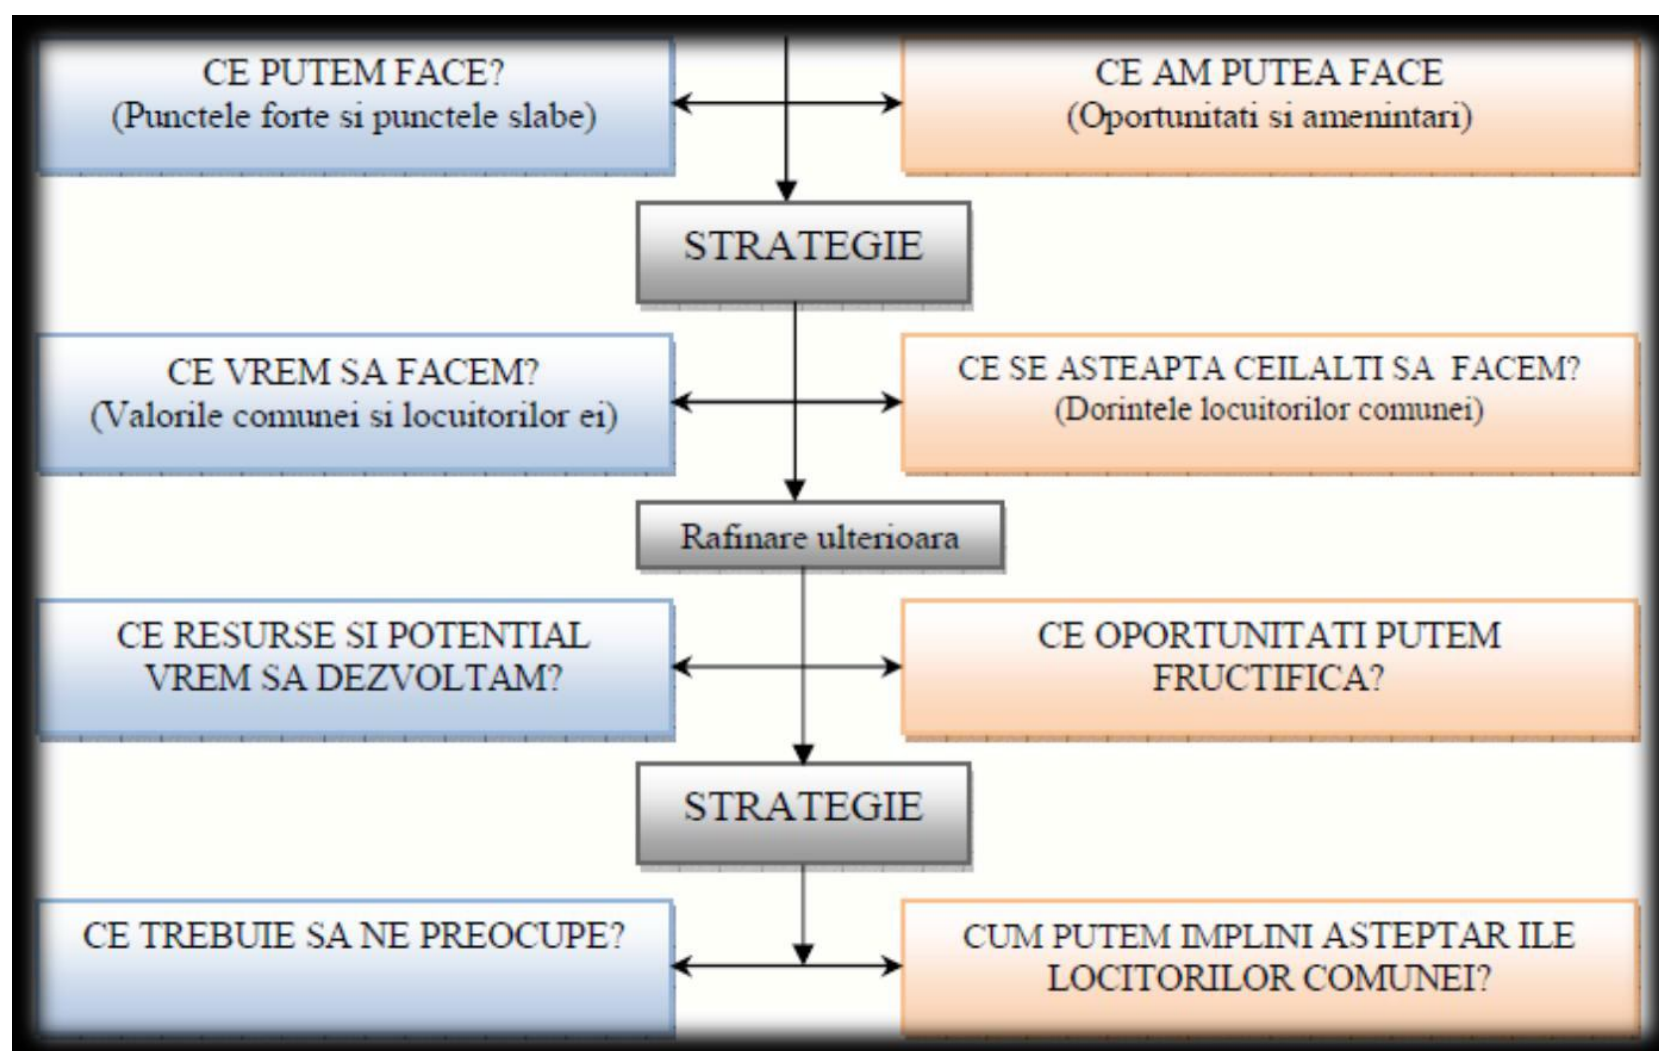 CE PUTEM FACE?
(Punctele forte si punctele slabe)
CE AM PUTEA FACE
(Oportunitati si amenintari)
STRATEGIE
CE VREM SA FACEM?
(Valorile comunei si locuitorilor ei)
CE SE ASTEAPTA CEILALTI SA FACEM?
(Dorintele locuitorilor comunei)
Rafinare ulterioara
CE RESURSE SI POTENTIAL
VREM SA DEZVOLTAM?
CE OPORTUNITATI PUTEM
FRUCTIFICA?
STRATEGIE
CE TREBUIE SA NE PREOCUPE?
CUM PUTEM IMPLINI ASTEPTAR ILE
LOCITORILOR COMUNEI?